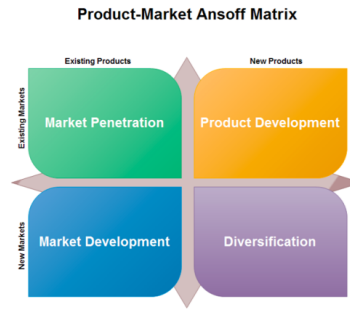 Product-Market Ansoff Matrix
Existing Products
New Products
Existing Markets
Market Penetration
Product Development
New Markets
Market Development
Diversification